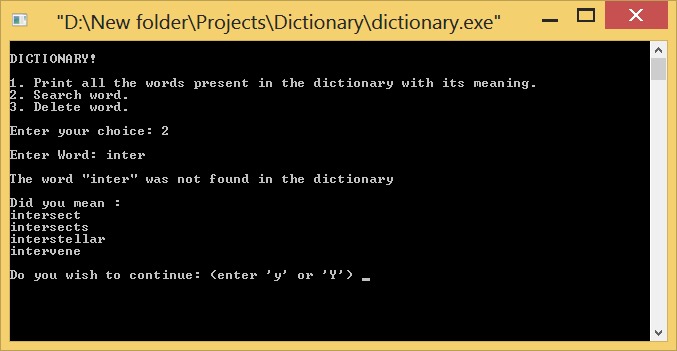 "D:\New folder\Projects\Dictionary\dictionary.exe"
DICTIONARY!
1. Print all the words present in the dictionary with its meaning.
2. Search word.
3. Delete word.
Enter your choice: 2
Enter Word: inter
The word "inter" was not found in the dictionary
Did you mean :
intersect
intersects
interstellar
intervene
Do you wish to continue: (enter 'y' or 'Y') _